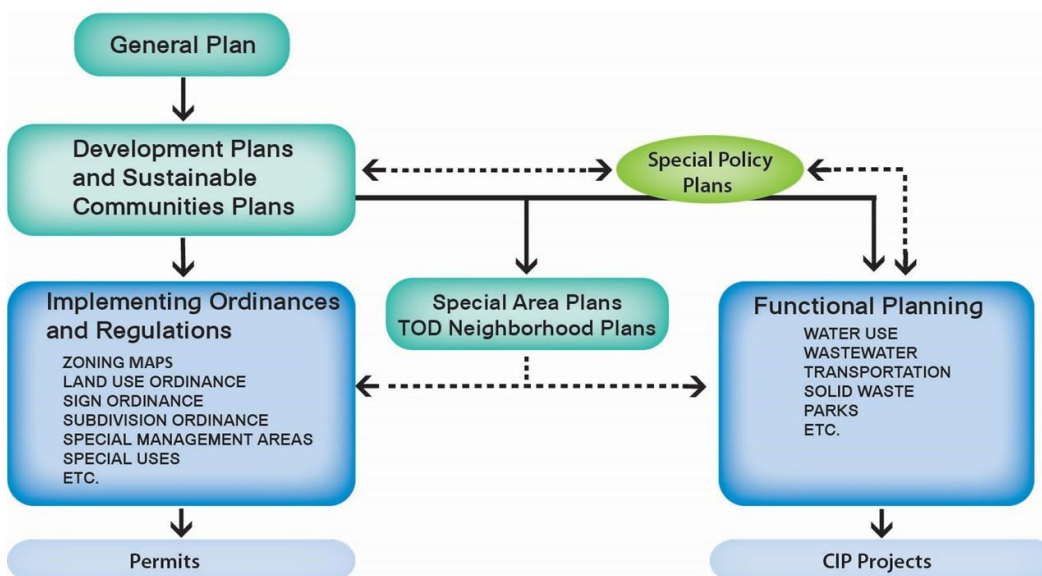 General Plan
Development Plans
and Sustainable
Communities Plans
Special Policy
Plans
Implementing Ordinances
and Regulations
ZONING MAPS
LAND USE ORDINANCE
SIGN ORDINANCE
SUBDIVISION ORDINANCE
SPECIAL MANAGEMENT AREAS
SPECIAL USES
ETC.
Special Area Plans
TOD Neighborhood Plans
Functional Planning
WATER USE
WASTEWATER
TRANSPORTATION
SOLID WASTE
PARKS
ETC.
Permits
CIP Projects